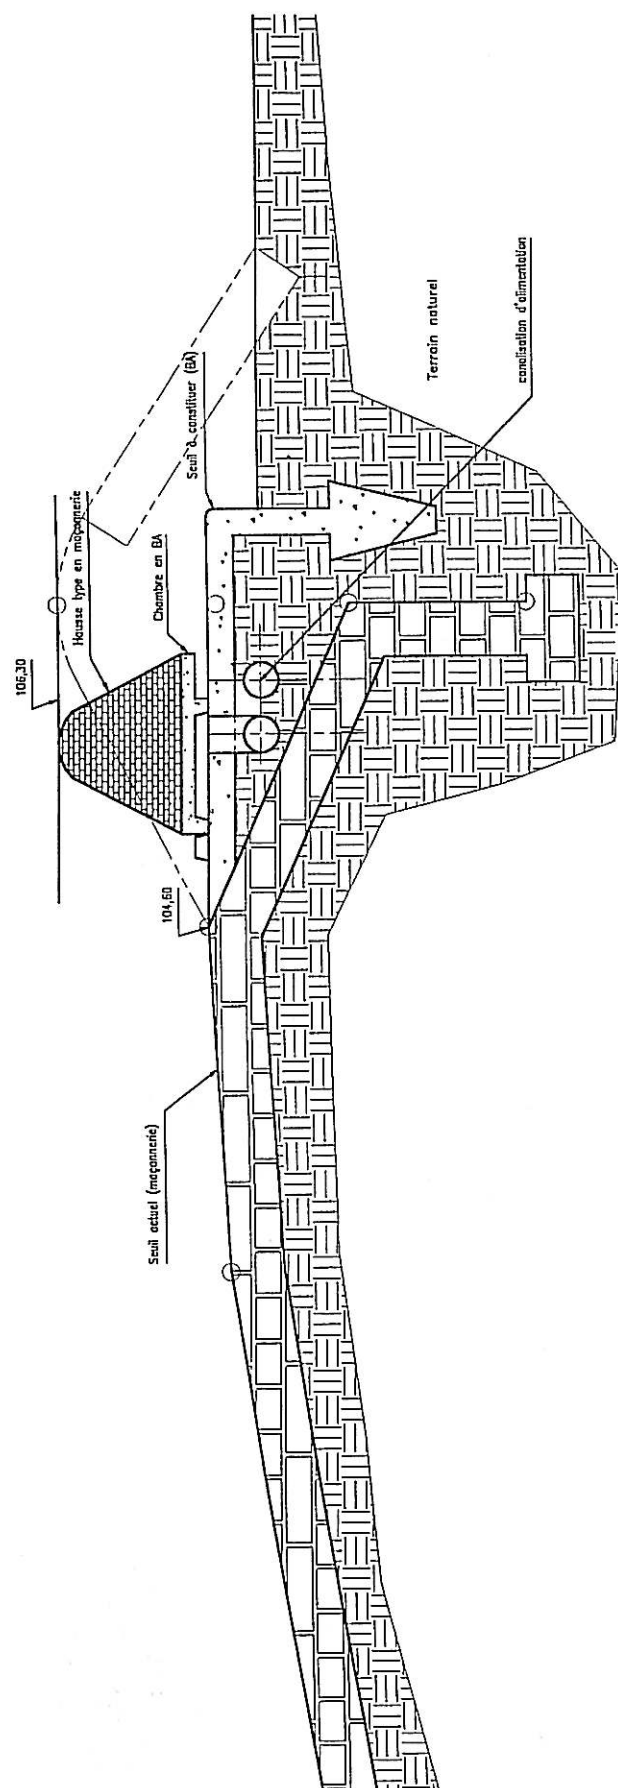 106,30
Hausse type en maçonnerie
Chambre en BA
Seuil à constituer (BA)
104,60
Seuil actuel (maçonnerie)
Terrain naturel
canalisation d'alimentation